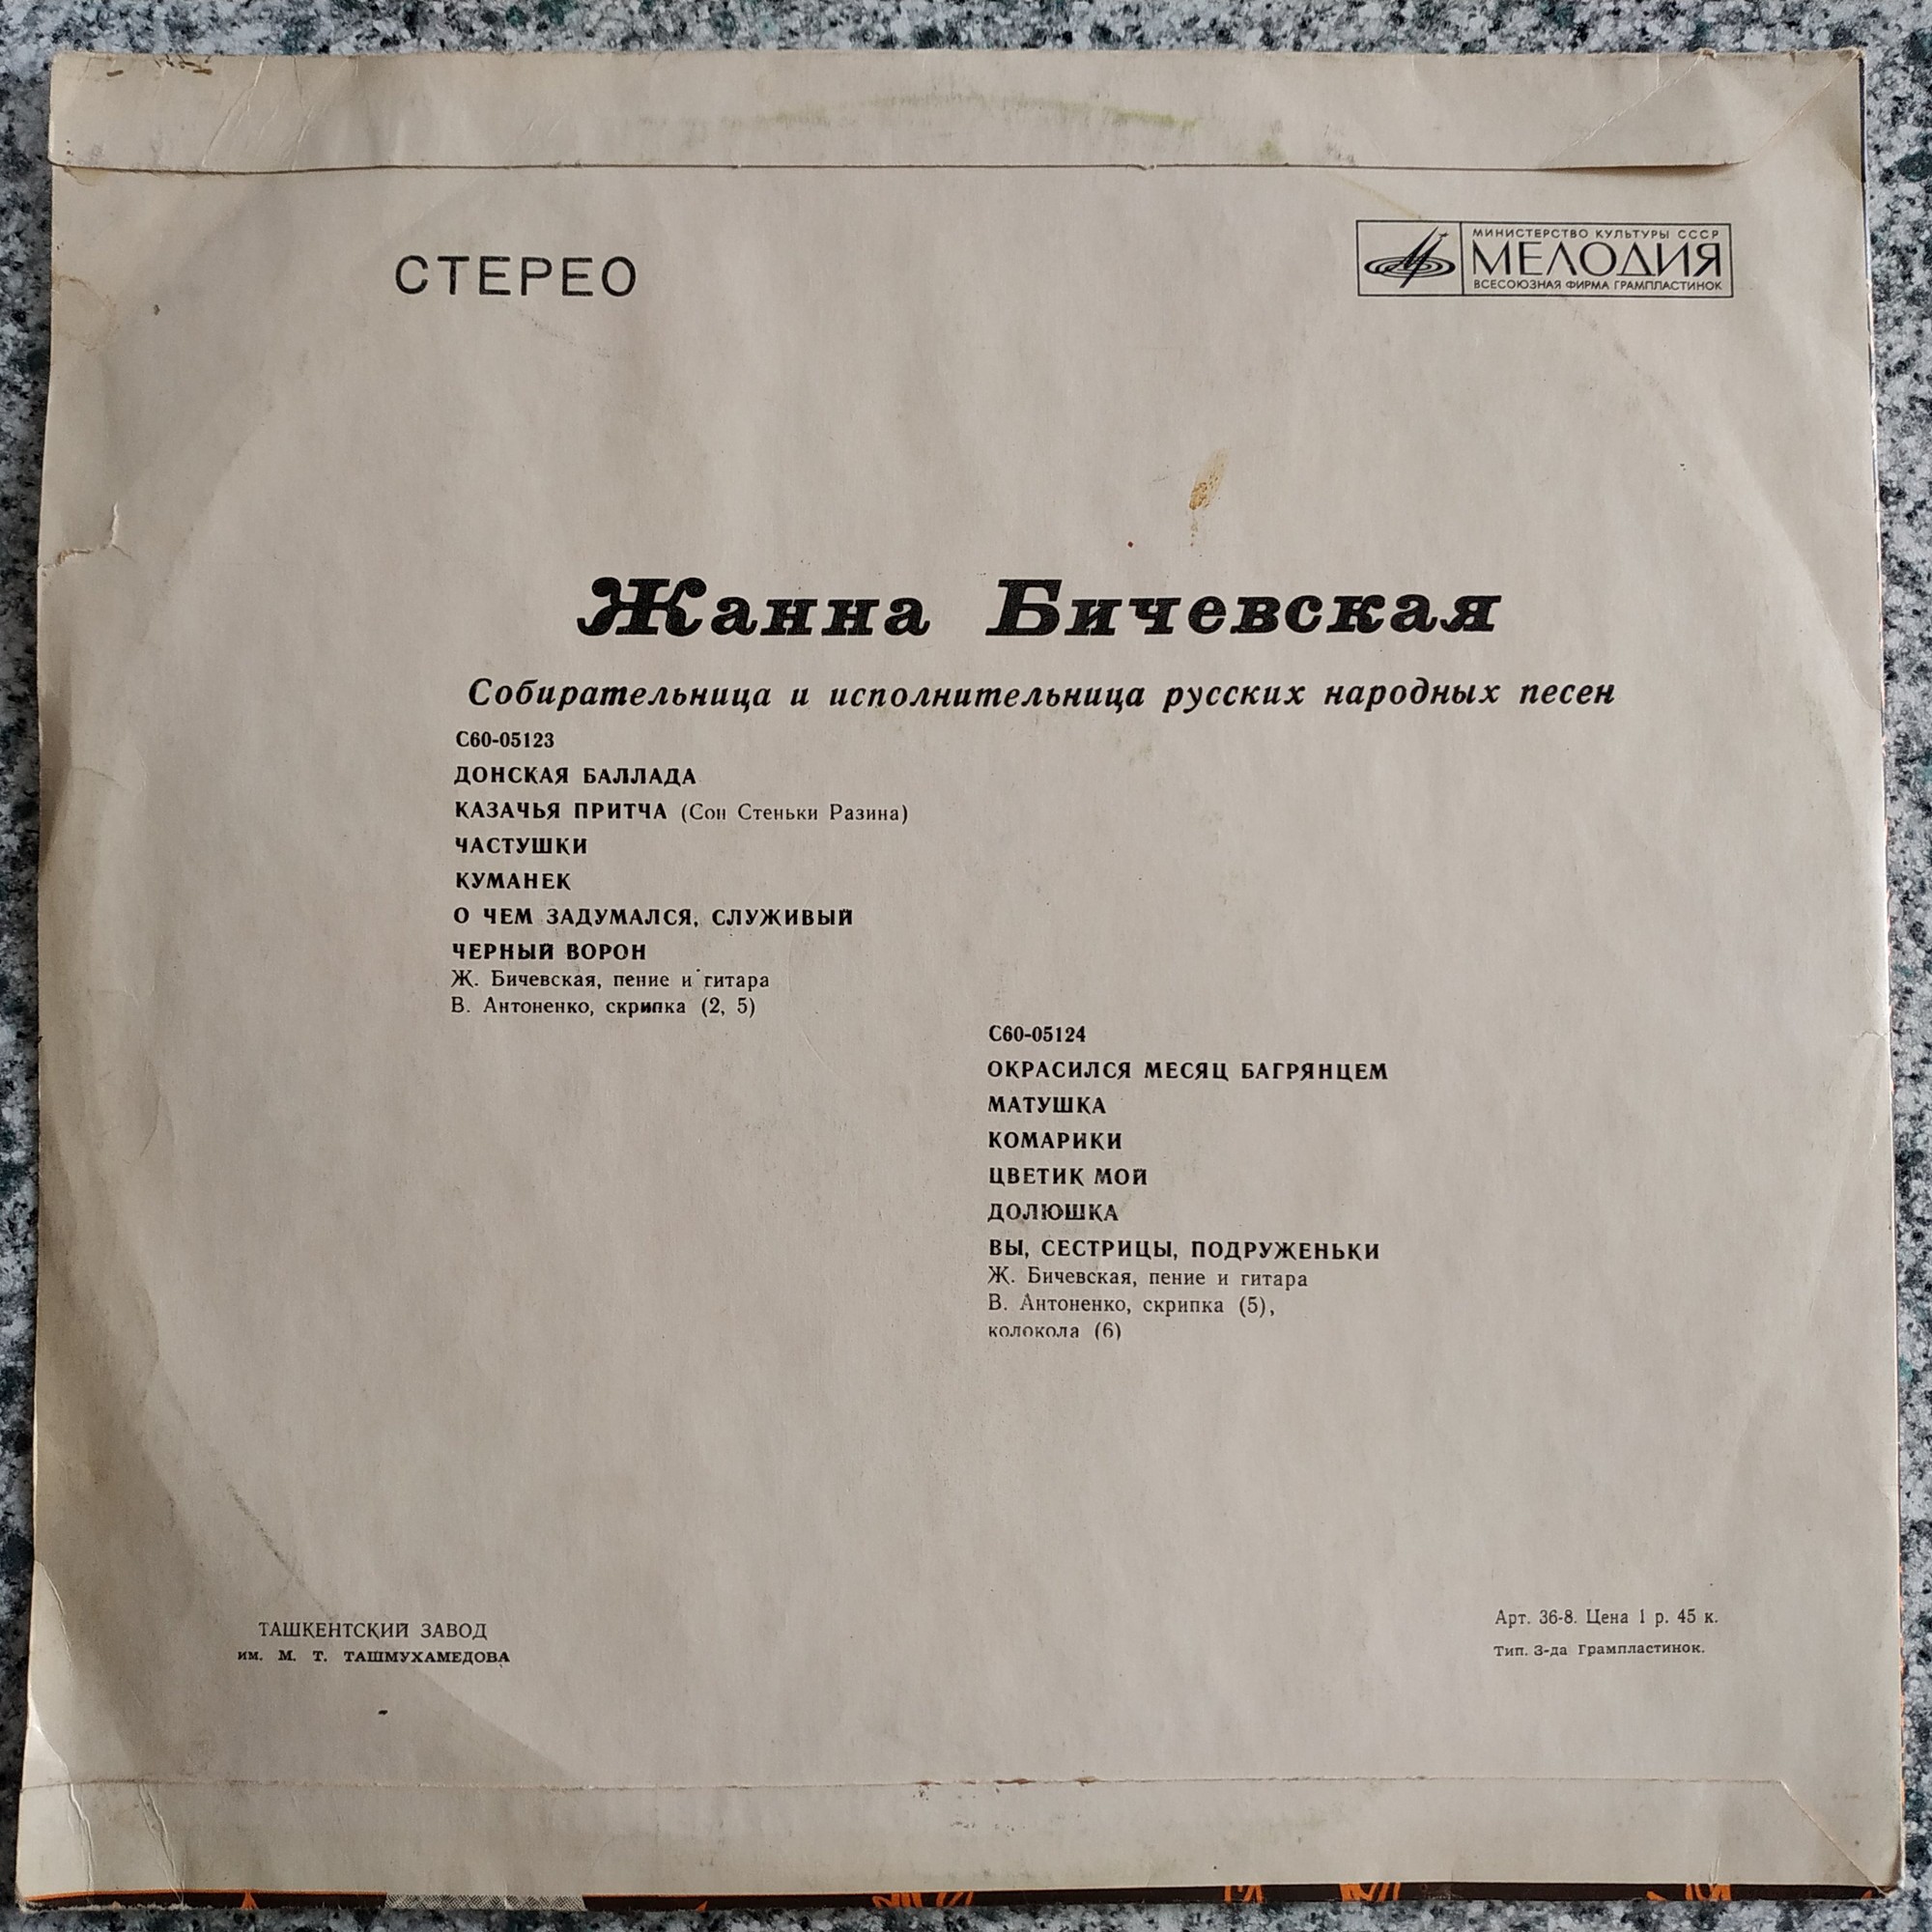 СТЕРЕО
МИНИСТЕРСТВО КУЛЬТУРЫ СССР
МЕЛОДИЯ
ВСЕСОЮЗНАЯ ФИРМА ГРАМПЛАСТИНОК
Жанна Бичевская
Собирательница и исполнительница русских народных песен
С60-05123
ДОНСКАЯ БАЛЛАДА
КАЗАЧЬЯ ПРИТЧА (Сон Стеньки Разина)
ЧАСТУШКИ
КУМАНЕК
О ЧЕМ ЗАДУМАЛСЯ, СЛУЖИВЫЙ
ЧЕРНЫЙ ВОРОН
Ж. Бичевская, пение и гитара
В. Антоненко, скрипка (2, 5)
С60-05124
ОКРАСИЛСЯ МЕСЯЦ БАГРЯНЦЕМ
МАТУШКА
КОМАРИКИ
ЦВЕТИК МОЙ
ДОЛЮШКА
ВЫ, СЕСТРИЦЫ, ПОДРУЖЕНЬКИ
Ж. Бичевская, пение и гитара
В. Антоненко, скрипка (5),
колокола (6)
ТАШКЕНТСКИЙ ЗАВОД
им. М. Т. ТАШМУХАМЕДОВА
Арт. 36-8. Цена 1 р. 45 к.
Тип. З-да Грампластинок.